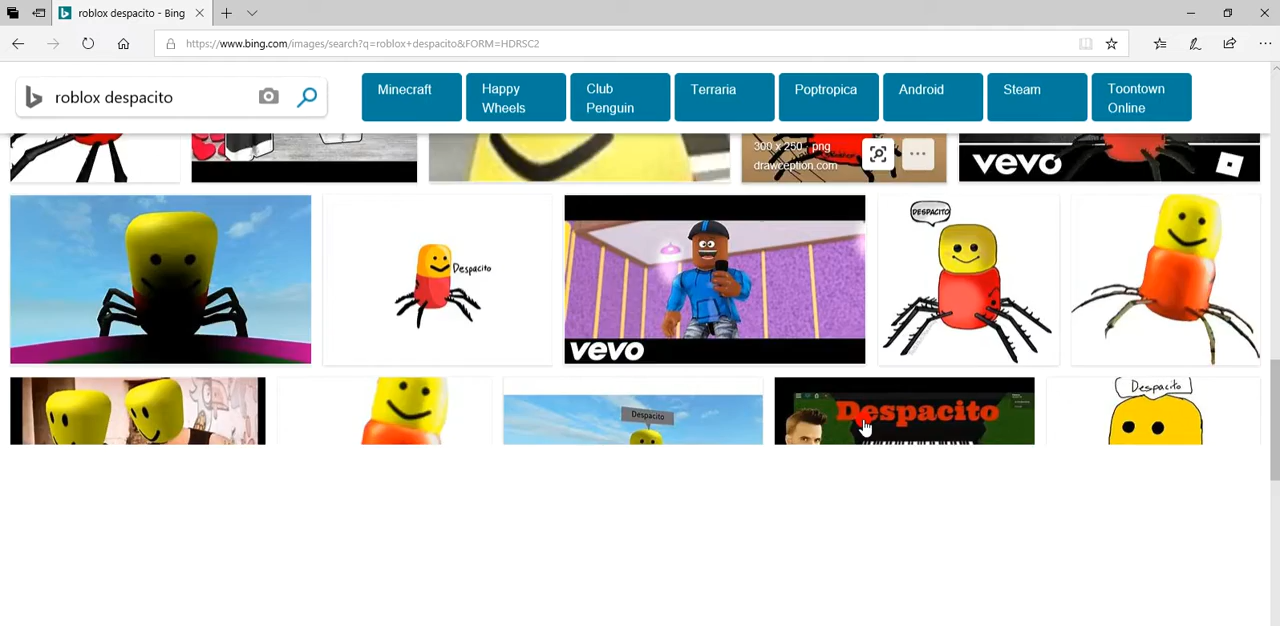 roblox despacito - Bing
https://www.bing.com/images/search?q=roblox+despacito&FORM=HDRSC2
roblox despacito
Minecraft
Happy
Wheels
Club
Penguin
Terraria
Poptropica
Android
Steam
Toontown
Online
300 x 250 png
drawception.com
vevo
Despacito
vevo
DESPACITO
Despacito
Despacito
Despacito